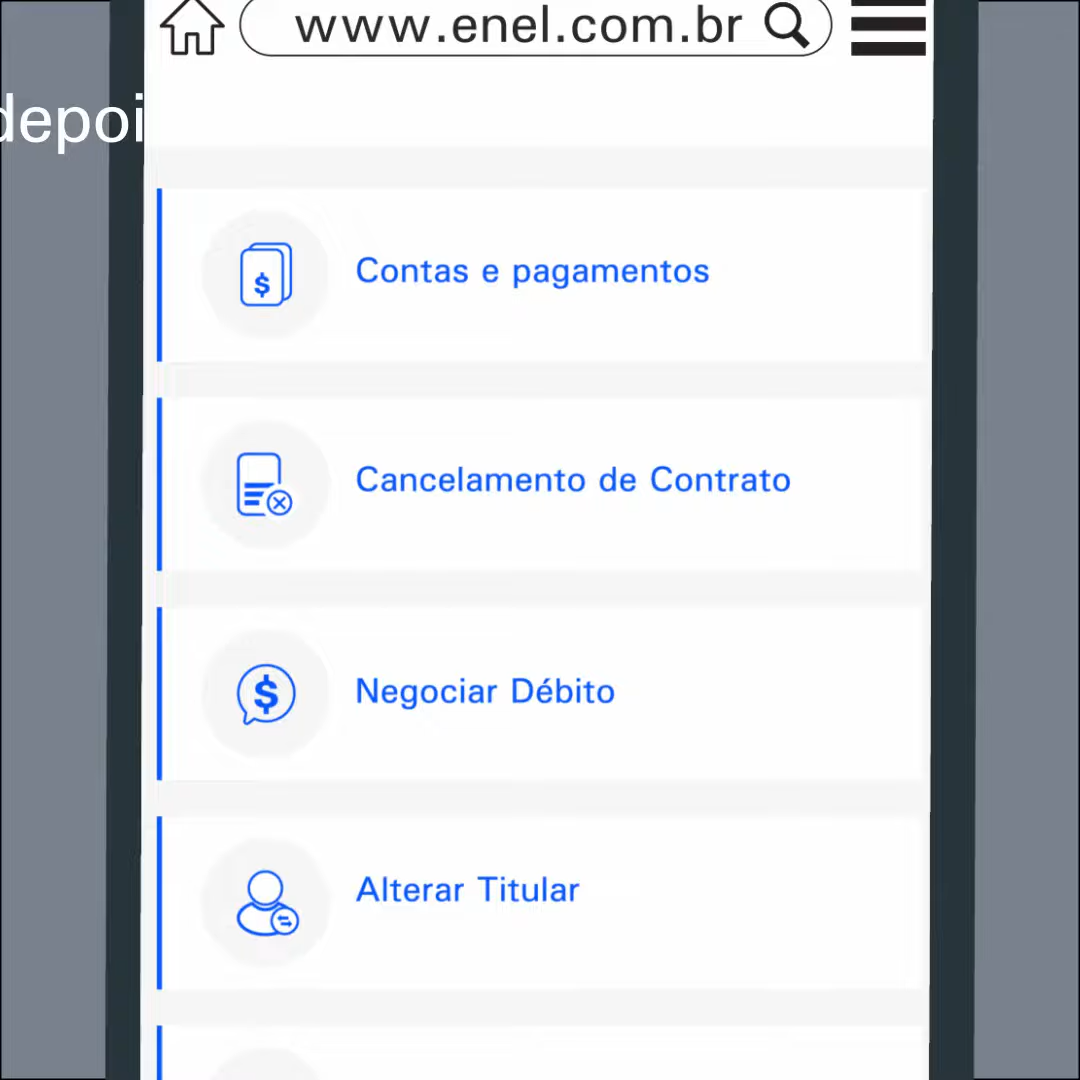 www.enel.com.br
depoi
Contas e pagamentos
Cancelamento de Contrato
Negociar Débito
Alterar Titular